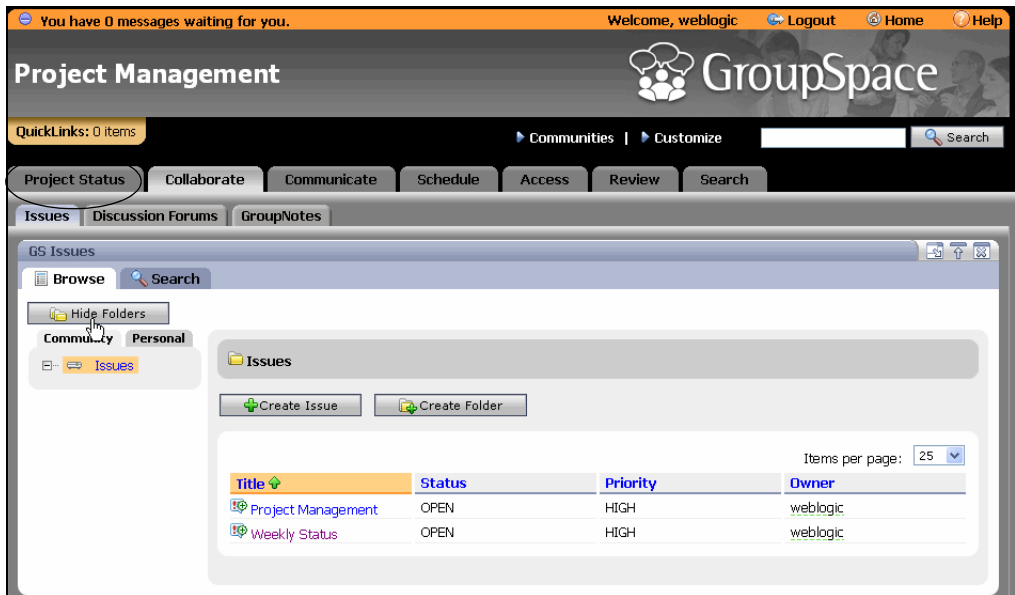 You have 0 messages waiting for you. Welcome, weblogic Logout Home Help
Project Management
GroupSpace
QuickLinks: 0 items
Communities | Customize Search
Project Status Collaborate Communicate Schedule Access Review Search
Issues Discussion Forums GroupNotes
GS Issues
Browse Search
Hide Folders
Community Personal
Issues
Issues
Create Issue Create Folder
Items per page: 25
Title Status Priority Owner
Project Management OPEN HIGH weblogic
Weekly Status OPEN HIGH weblogic